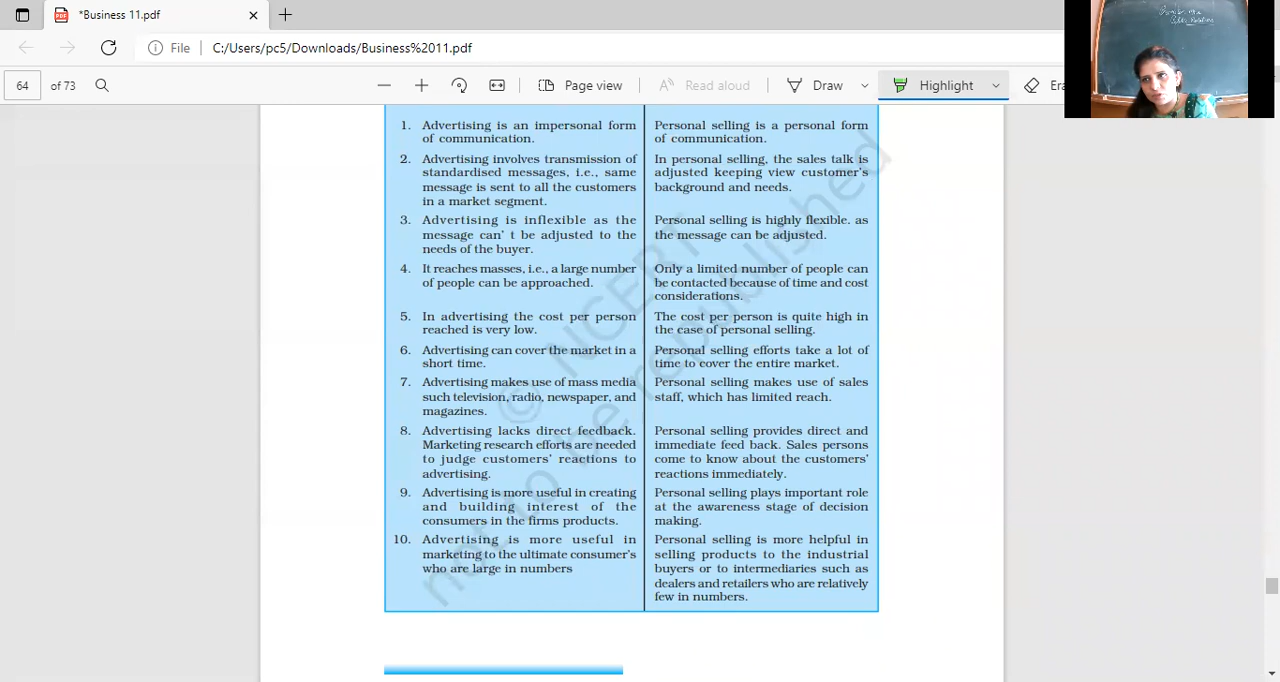 *Business 11.pdf
File
C:/Users/pc5/Downloads/Business%2011.pdf
64
of 73
Page view
Read aloud
Draw
Highlight
Era
1. Advertising is an impersonal form
of communication.
Personal selling is a personal form
of communication.
2. Advertising involves transmission of
standardised messages, i.e., same
message is sent to all the customers
in a market segment.
In personal selling, the sales talk is
adjusted keeping view customer's
background and needs.
3. Advertising is inflexible as the
message can' t be adjusted to the
needs of the buyer.
Personal selling is highly flexible. as
the message can be adjusted.
4. It reaches masses, i.e., a large number
of people can be approached.
Only a limited number of people can
be contacted because of time and cost
considerations.
5. In advertising the cost per person
reached is very low.
The cost per person is quite high in
the case of personal selling.
6. Advertising can cover the market in a
short time.
Personal selling efforts take a lot of
time to cover the entire market.
7. Advertising makes use of mass media
such television, radio, newspaper, and
magazines.
Personal selling makes use of sales
staff, which has limited reach.
8. Advertising lacks direct feedback.
Marketing research efforts are needed
to judge customers' reactions to
advertising.
Personal selling provides direct and
immediate feed back. Sales persons
come to know about the customers'
reactions immediately.
9. Advertising is more useful in creating
and building interest of the
consumers in the firms products.
Personal selling plays important role
at the awareness stage of decision
making.
10. Advertising is more useful in
marketing to the ultimate consumer's
who are large in numbers
Personal selling is more helpful in
selling products to the industrial
buyers or to intermediaries such as
dealers and retailers who are relatively
few in numbers.
© NCERT
not to be republished